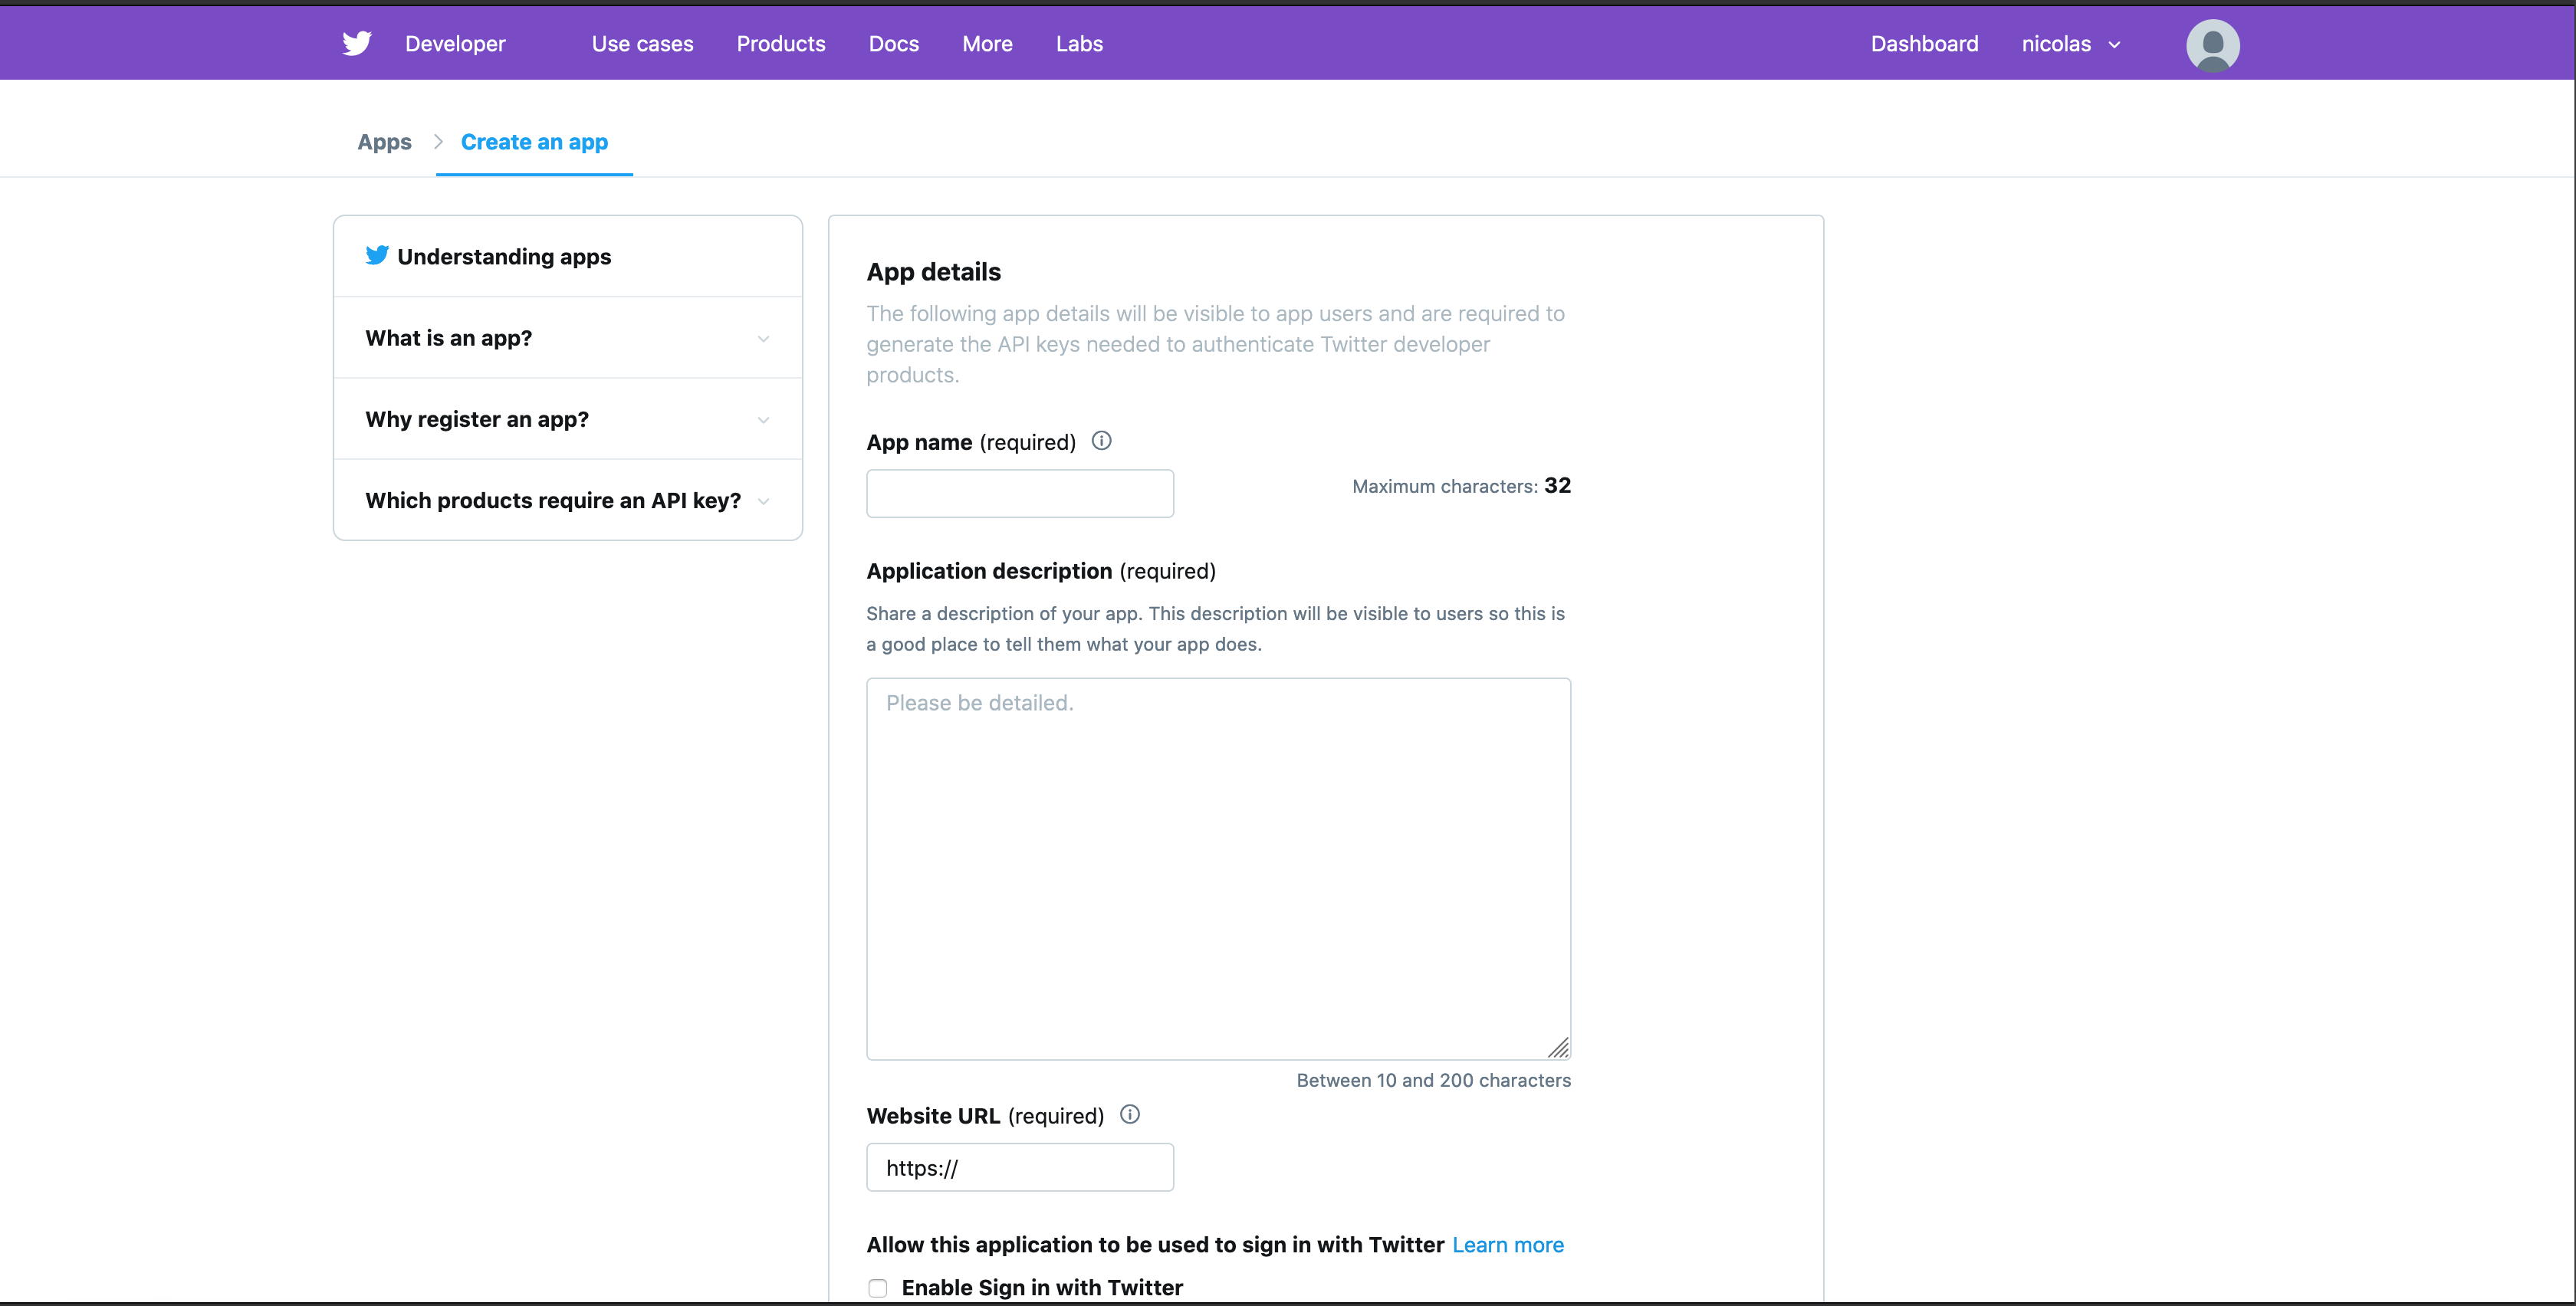 Developer Use cases Products Docs More Labs Dashboard nicolas
Apps Create an app
Understanding apps
What is an app?
Why register an app?
Which products require an API key?
App details
The following app details will be visible to app users and are required to
generate the API keys needed to authenticate Twitter developer
products.
App name (required)
Maximum characters: 32
Application description (required)
Share a description of your app. This description will be visible to users so this is
a good place to tell them what your app does.
Please be detailed.
Between 10 and 200 characters
Website URL (required)
https://
Allow this application to be used to sign in with Twitter Learn more
Enable Sign in with Twitter